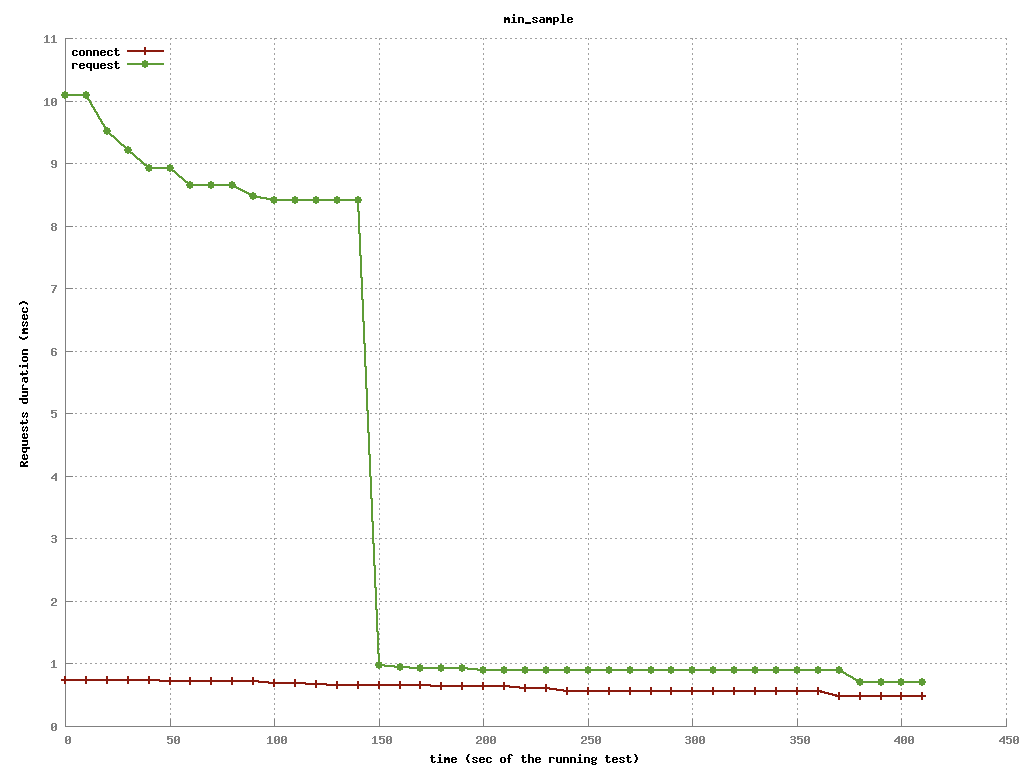 min_sample
connect
request
11
10
9
8
7
6
5
4
3
2
1
0
Requests duration (msec)
0 50 100 150 200 250 300 350 400 450
time (sec of the running test)